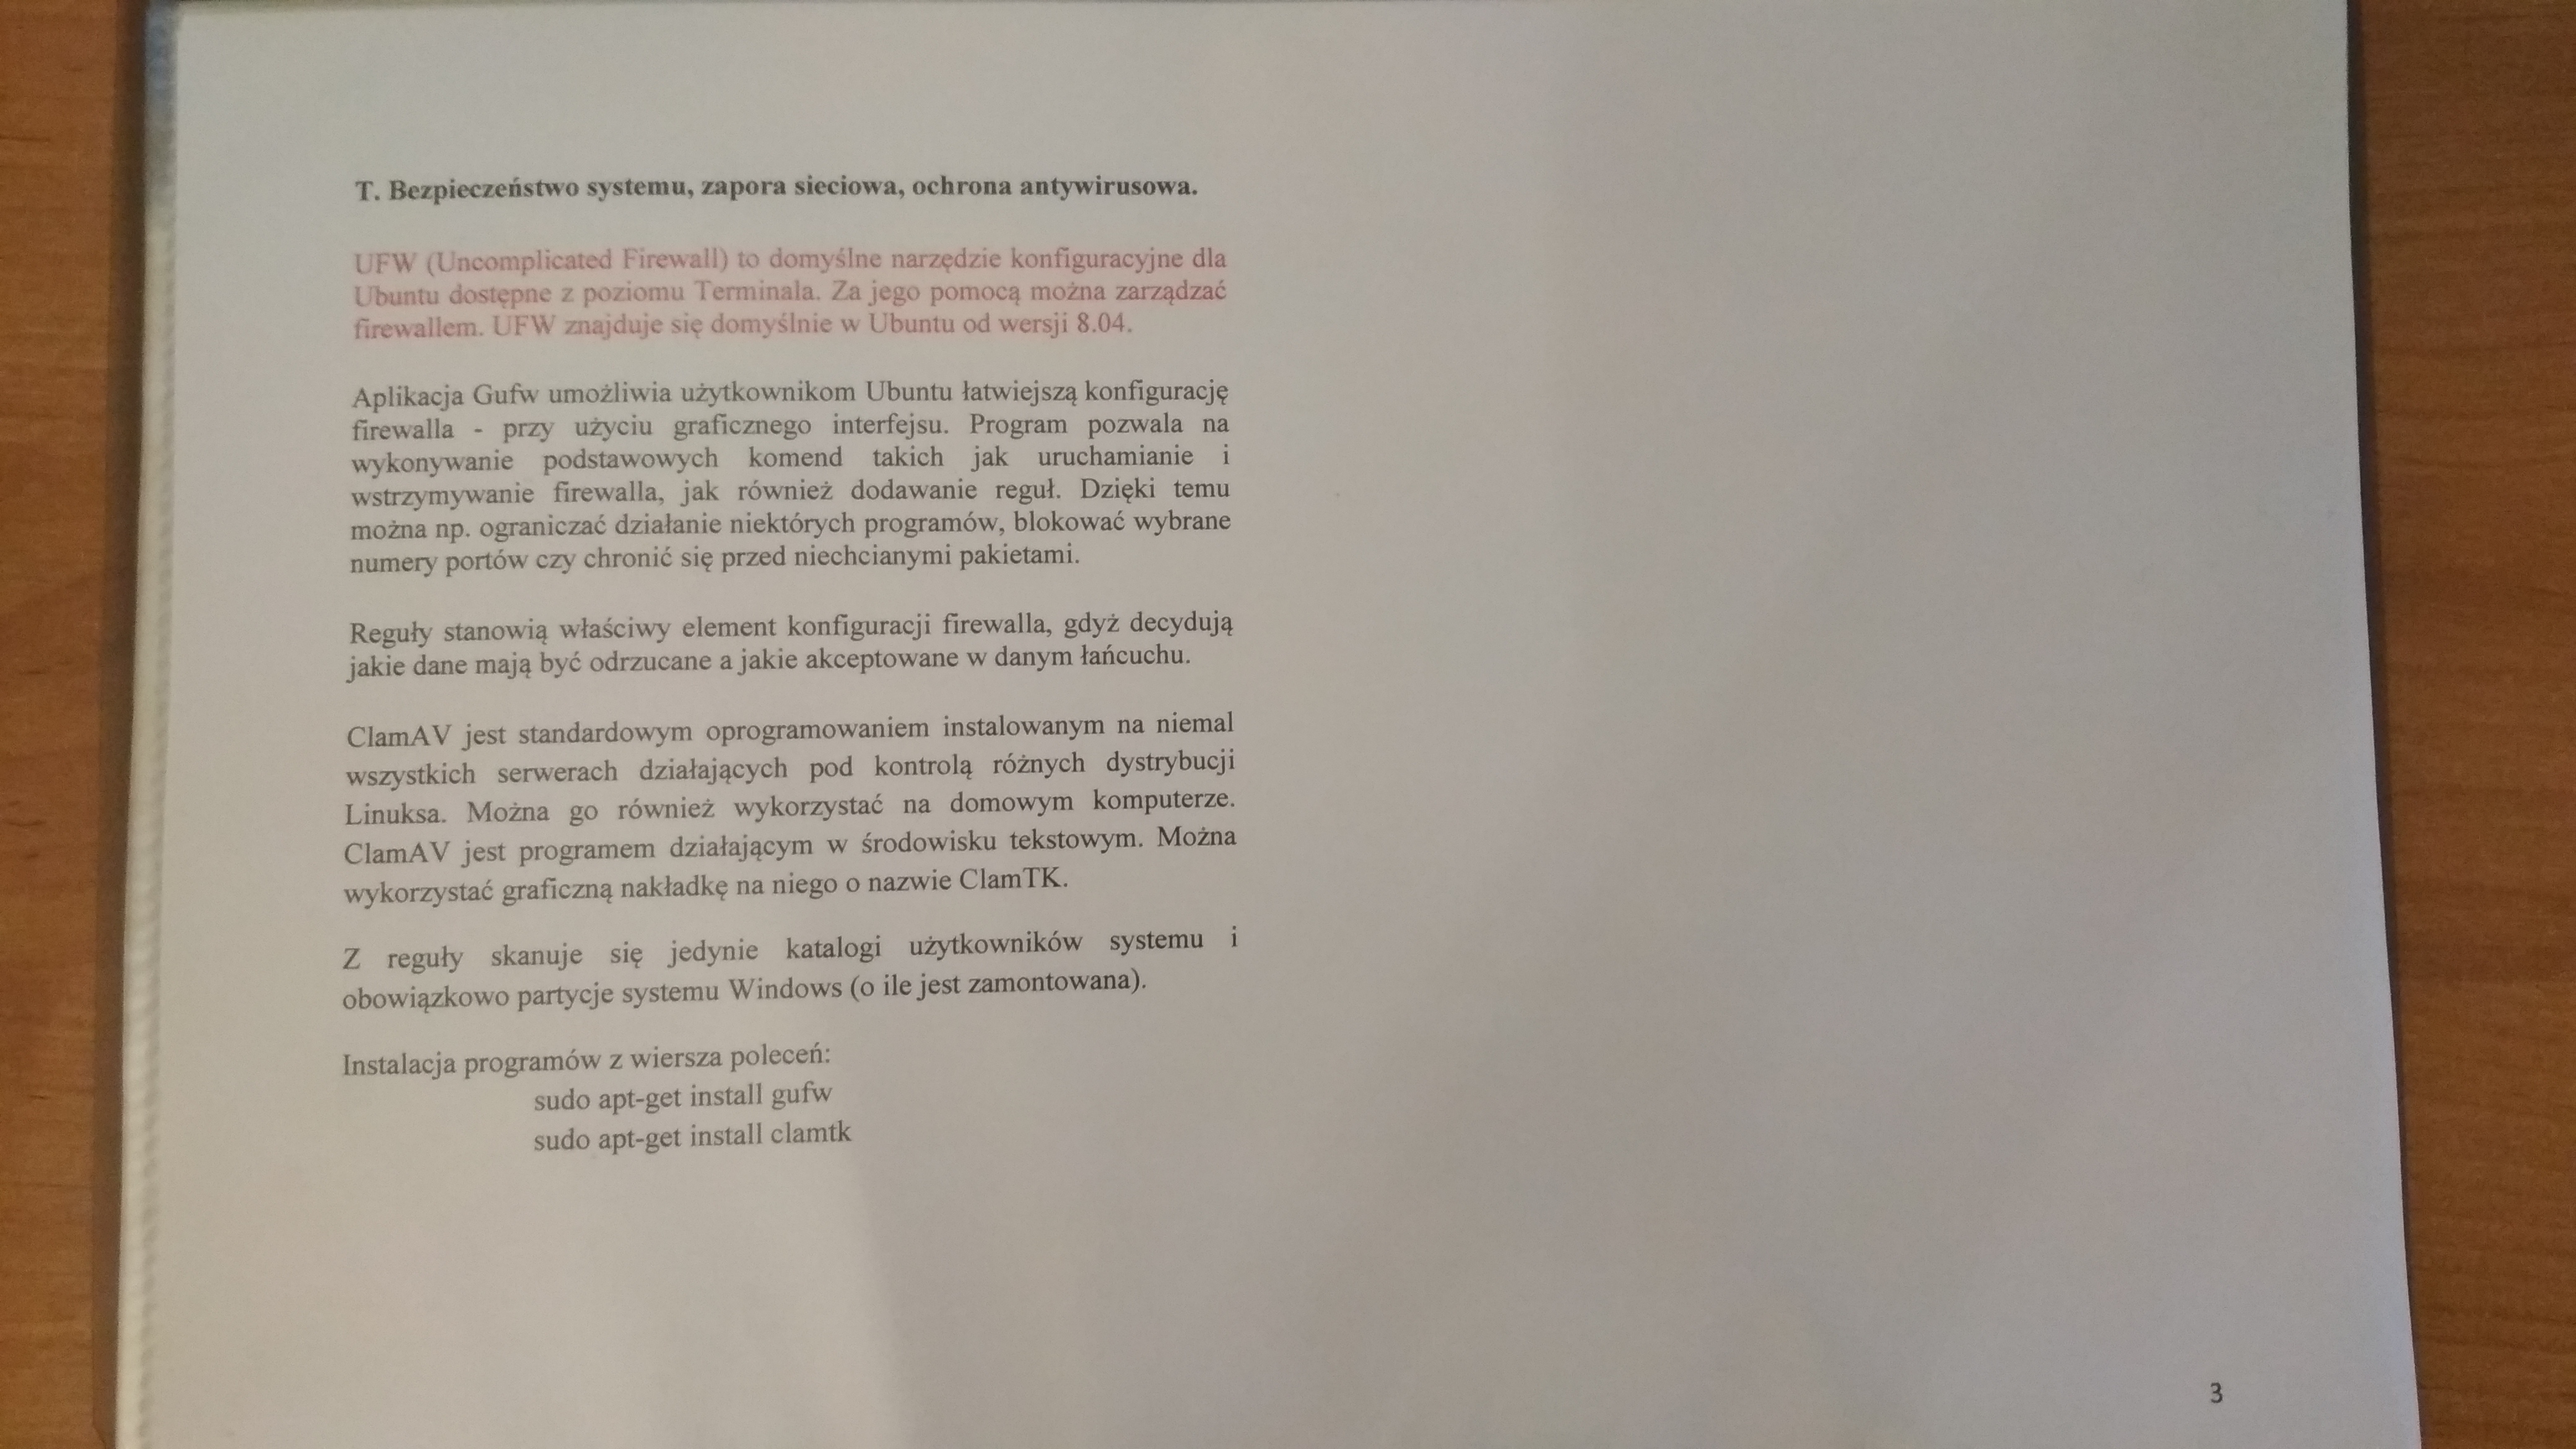 T. Bezpieczeństwo systemu, zapora sieciowa, ochrona antywirusowa.
UFW (Uncomplicated Firewall) to domyślne narzędzie konfiguracyjne dla
Ubuntu dostępne z poziomu Terminala. Za jego pomocą można zarządzać
firewallem. UFW znajduje się domyślnie w Ubuntu od wersji 8.04.
Aplikacja Gufw umożliwia użytkownikom Ubuntu łatwiejszą konfigurację
firewalla - przy użyciu graficznego interfejsu. Program pozwala na
wykonywanie podstawowych komend takich jak uruchamianie i
wstrzymywanie firewalla, jak również dodawanie reguł. Dzięki temu
można np. ograniczać działanie niektórych programów, blokować wybrane
numery portów czy chronić się przed niechcianymi pakietami.
Reguły stanowią właściwy element konfiguracji firewalla, gdyż decydują
jakie dane mają być odrzucane a jakie akceptowane w danym łańcuchu.
ClamAV jest standardowym oprogramowaniem instalowanym na niemal
wszystkich serwerach działających pod kontrolą różnych dystrybucji
Linuksa. Można go również wykorzystać na domowym komputerze.
ClamAV jest programem działającym w środowisku tekstowym. Można
wykorzystać graficzną nakładkę na niego o nazwie ClamTK.
Z reguły skanuje się jedynie katalogi użytkowników systemu i
obowiązkowo partycje systemu Windows (o ile jest zamontowana).
Instalacja programów z wiersza poleceń:
sudo apt-get install gufw
sudo apt-get install clamtk
3